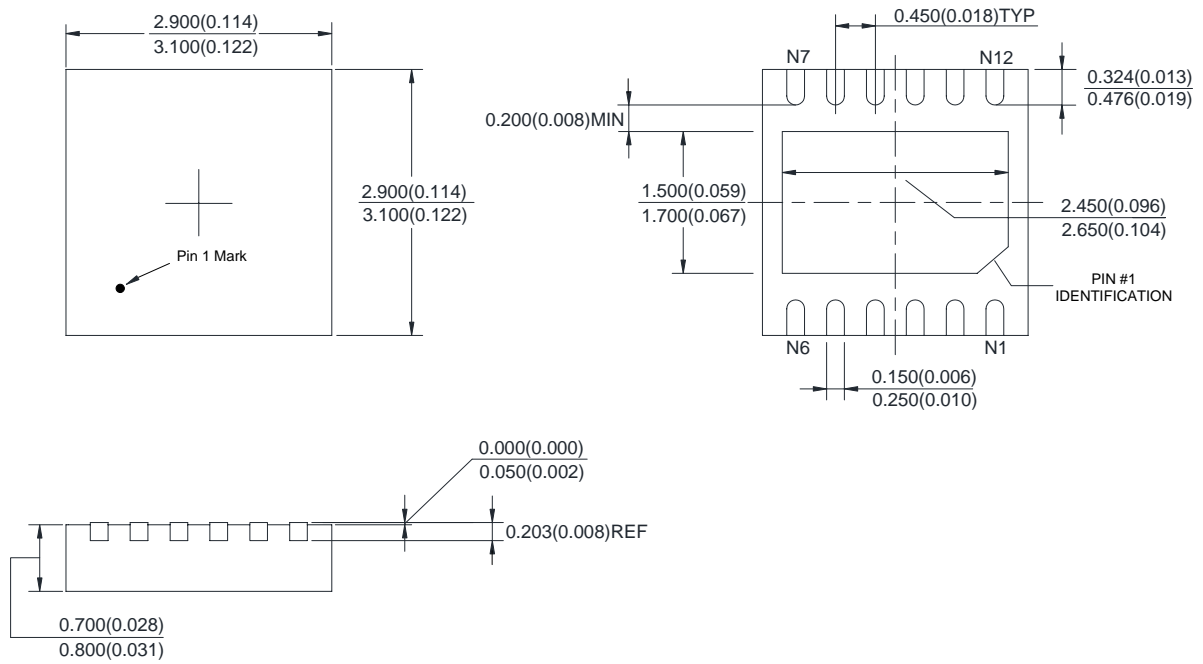 2.900(0.114)
3.100(0.122)
2.900(0.114)
3.100(0.122)
Pin 1 Mark
0.450(0.018)TYP
N7
N12
0.324(0.013)
0.476(0.019)
0.200(0.008)MIN
1.500(0.059)
1.700(0.067)
2.450(0.096)
2.650(0.104)
PIN #1
IDENTIFICATION
N6
N1
0.150(0.006)
0.250(0.010)
0.000(0.000)
0.050(0.002)
0.203(0.008)REF
0.700(0.028)
0.800(0.031)